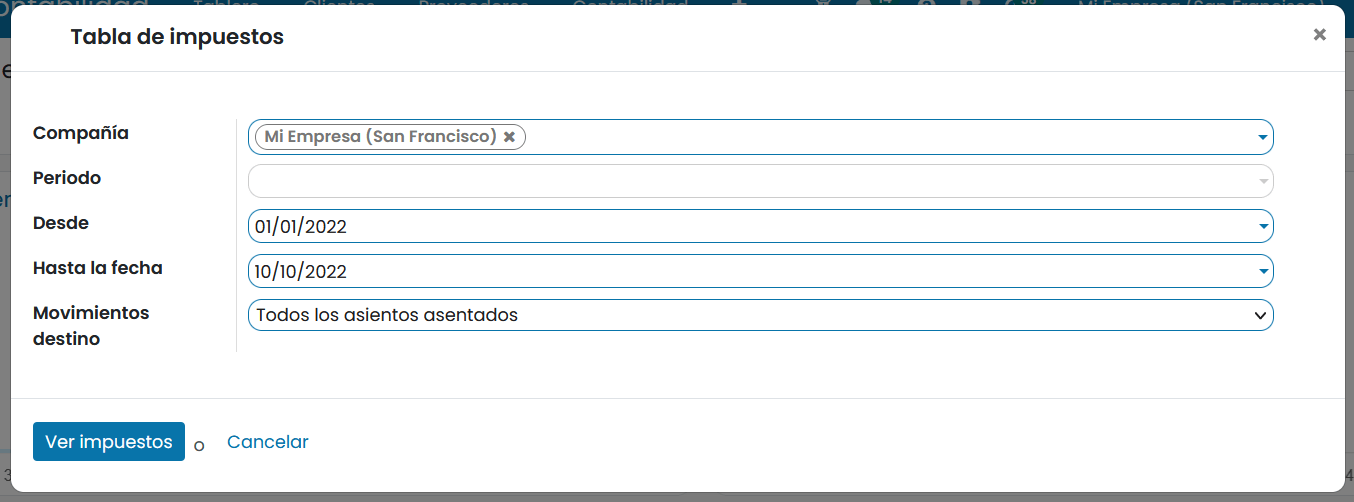 Tabla de impuestos
Compañía
Mi Empresa (San Francisco)
Periodo
Desde
01/01/2022
Hasta la fecha
10/10/2022
Movimientos
destino
Todos los asientos asentados
Ver impuestos o Cancelar